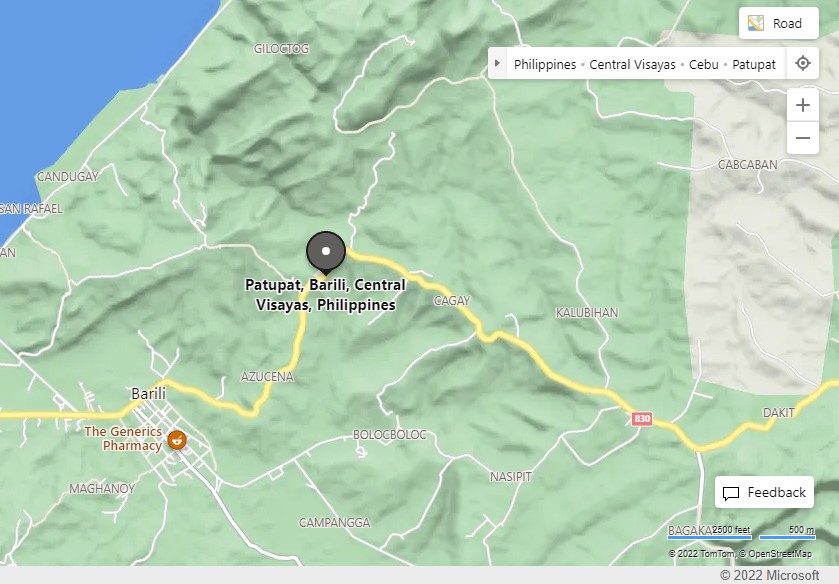 Road
GILOCTOG
Philippines • Central Visayas • Cebu • Patupat
CABCABAN
CANDUGAY
SAN RAFAEL
AN
Patupat, Barili, Central
Visayas, Philippines
CAGAY
KALUBIHAN
AZUCENA
Barili
830
DAKIT
The Generics
Pharmacy
BOLOCBOLOC
NASIPIT
MAGHANOY
Feedback
CAMPANGGA
BAGAKA
2500 feet
500 m
© 2022 TomTom, © OpenStreetMap
© 2022 Microsoft